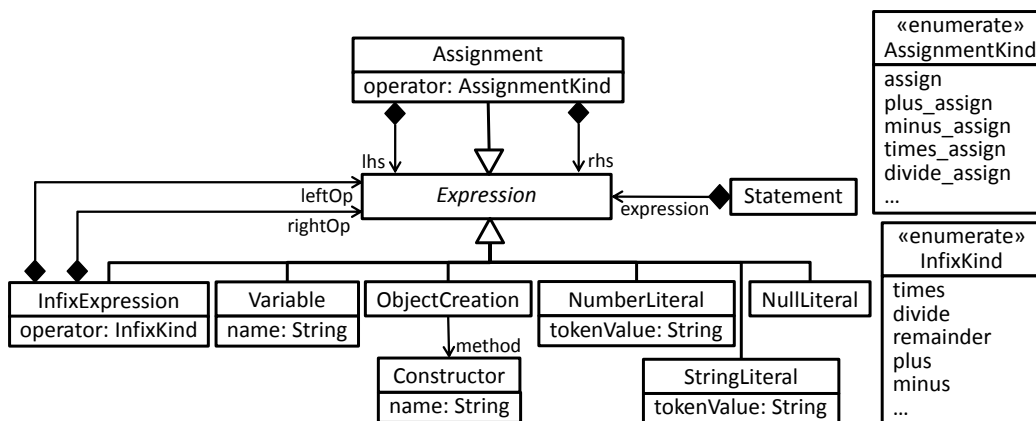 Assignment
operator: AssignmentKind
lhs
rhs
Expression
leftOp
rightOp
expression
Statement
InfixExpression
operator: InfixKind
Variable
name: String
ObjectCreation
method
Constructor
name: String
NumberLiteral
tokenValue: String
StringLiteral
tokenValue: String
NullLiteral
«enumerate»
AssignmentKind
assign
plus_assign
minus_assign
times_assign
divide_assign
...
«enumerate»
InfixKind
times
divide
remainder
plus
minus
...